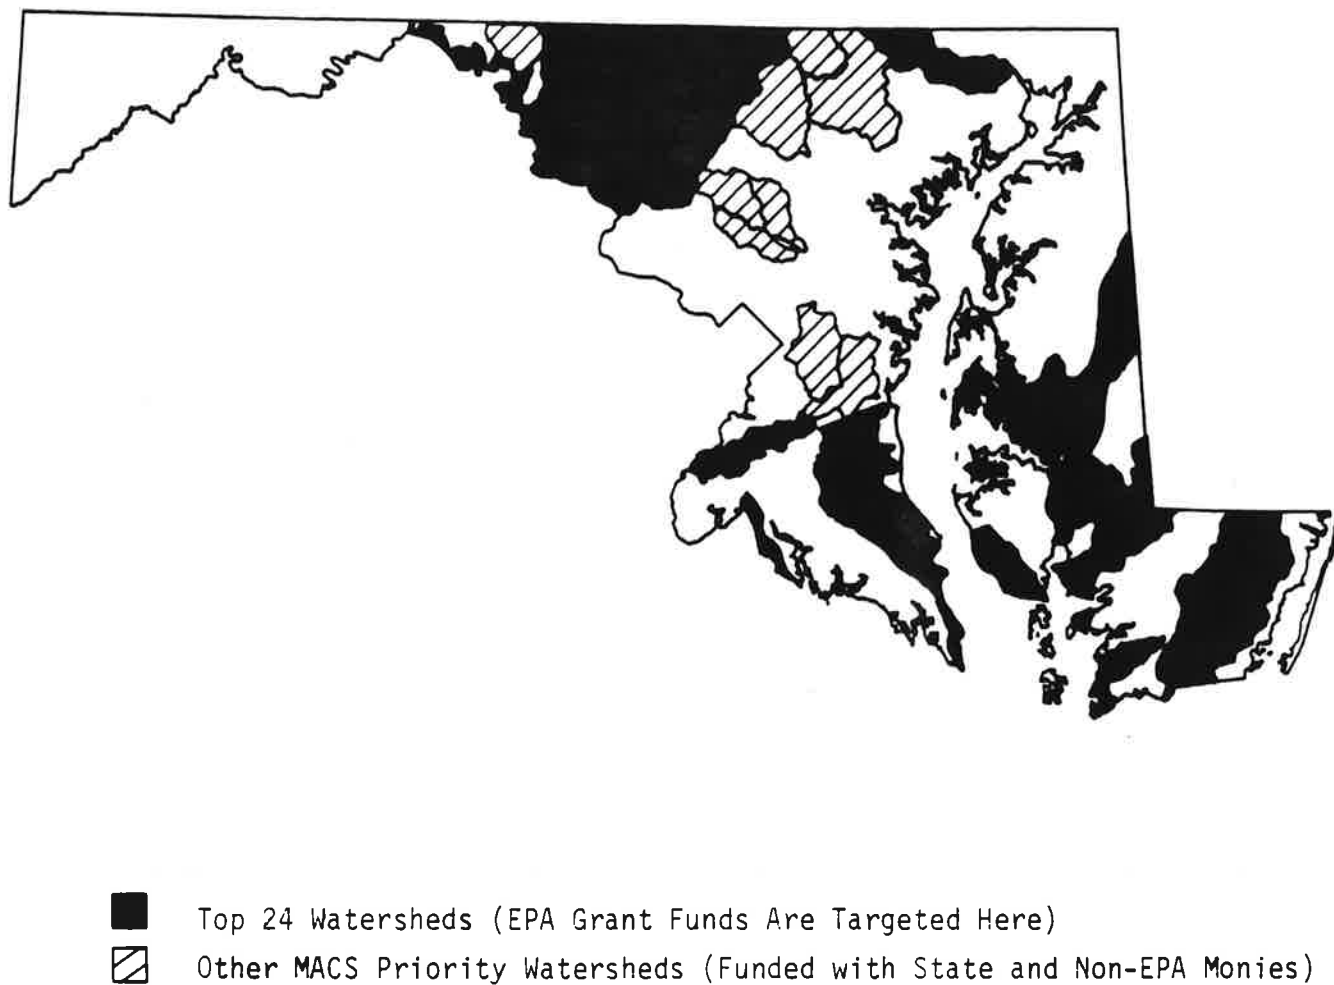 Top 24 Watersheds (EPA Grant Funds Are Targeted Here)
Other MACS Priority Watersheds (Funded with State and Non-EPA Monies)